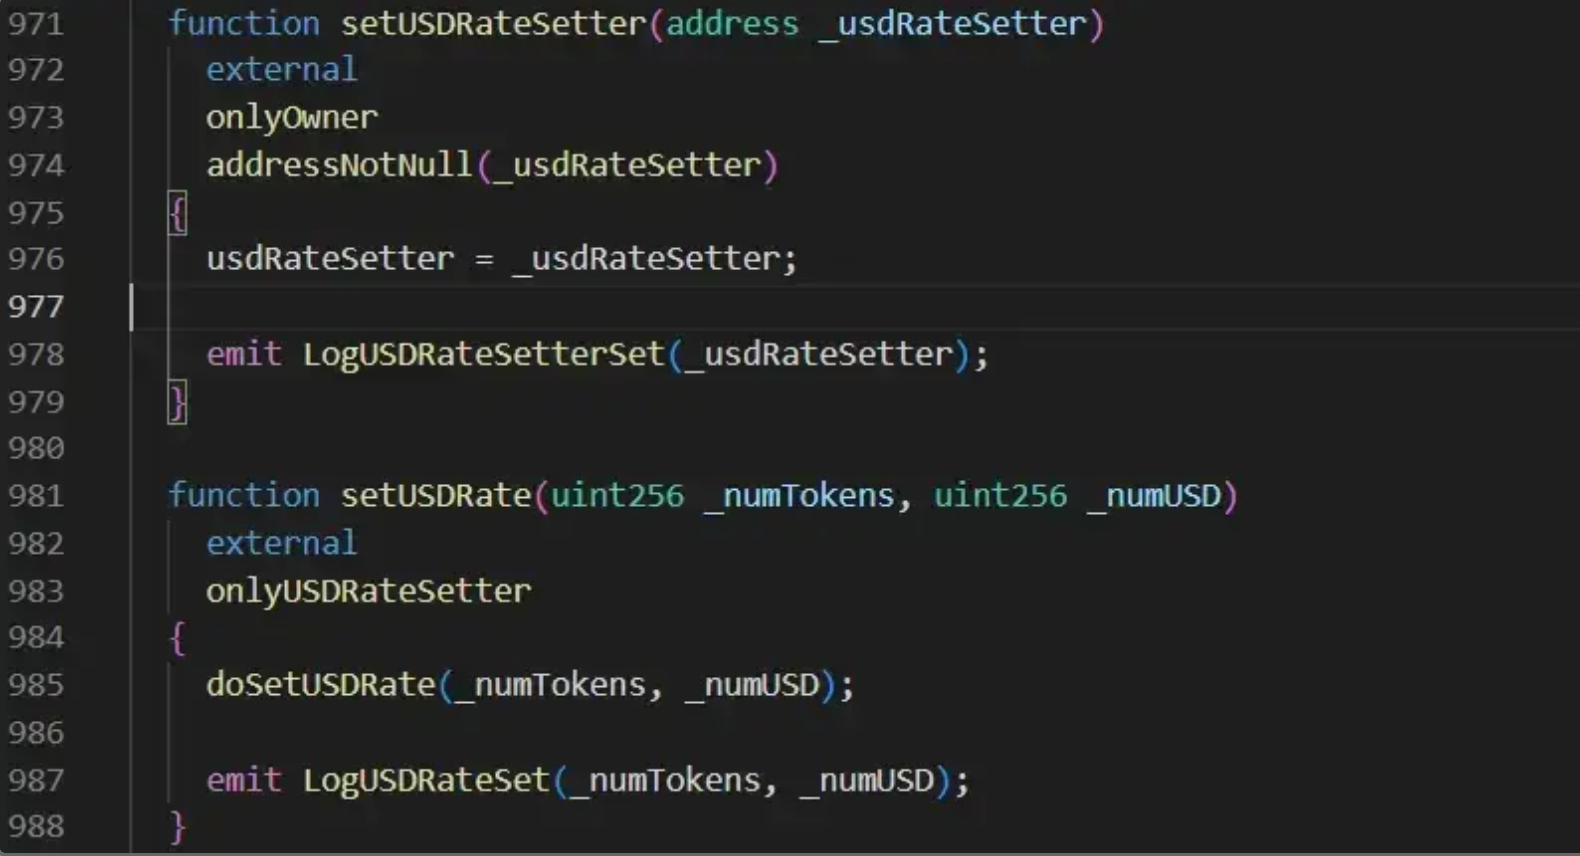 971 function setUSDRateSetter(address _usdRateSetter)
972 external
973 onlyOwner
974 addressNotNull(_usdRateSetter)
975 {
976 usdRateSetter = _usdRateSetter;
977
978 emit LogUSDRateSetterSet(_usdRateSetter);
979 }
980
981 function setUSDRate(uint256 _numTokens, uint256 _numUSD)
982 external
983 onlyUSDRateSetter
984 {
985 doSetUSDRate(_numTokens, _numUSD);
986
987 emit LogUSDRateSet(_numTokens, _numUSD);
988 }